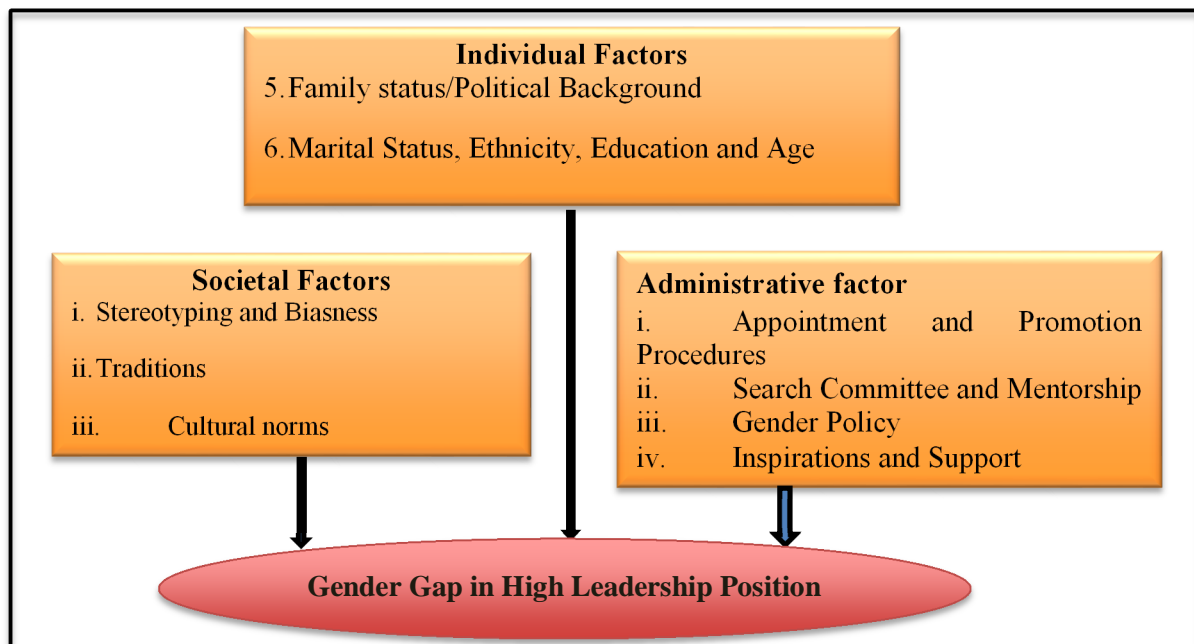 Individual Factors
5. Family status/Political Background
6. Marital Status, Ethnicity, Education and Age
Societal Factors
i. Stereotyping and Biasness
ii. Traditions
iii. Cultural norms
Administrative factor
i. Appointment and Promotion
Procedures
ii. Search Committee and Mentorship
iii. Gender Policy
iv. Inspirations and Support
Gender Gap in High Leadership Position